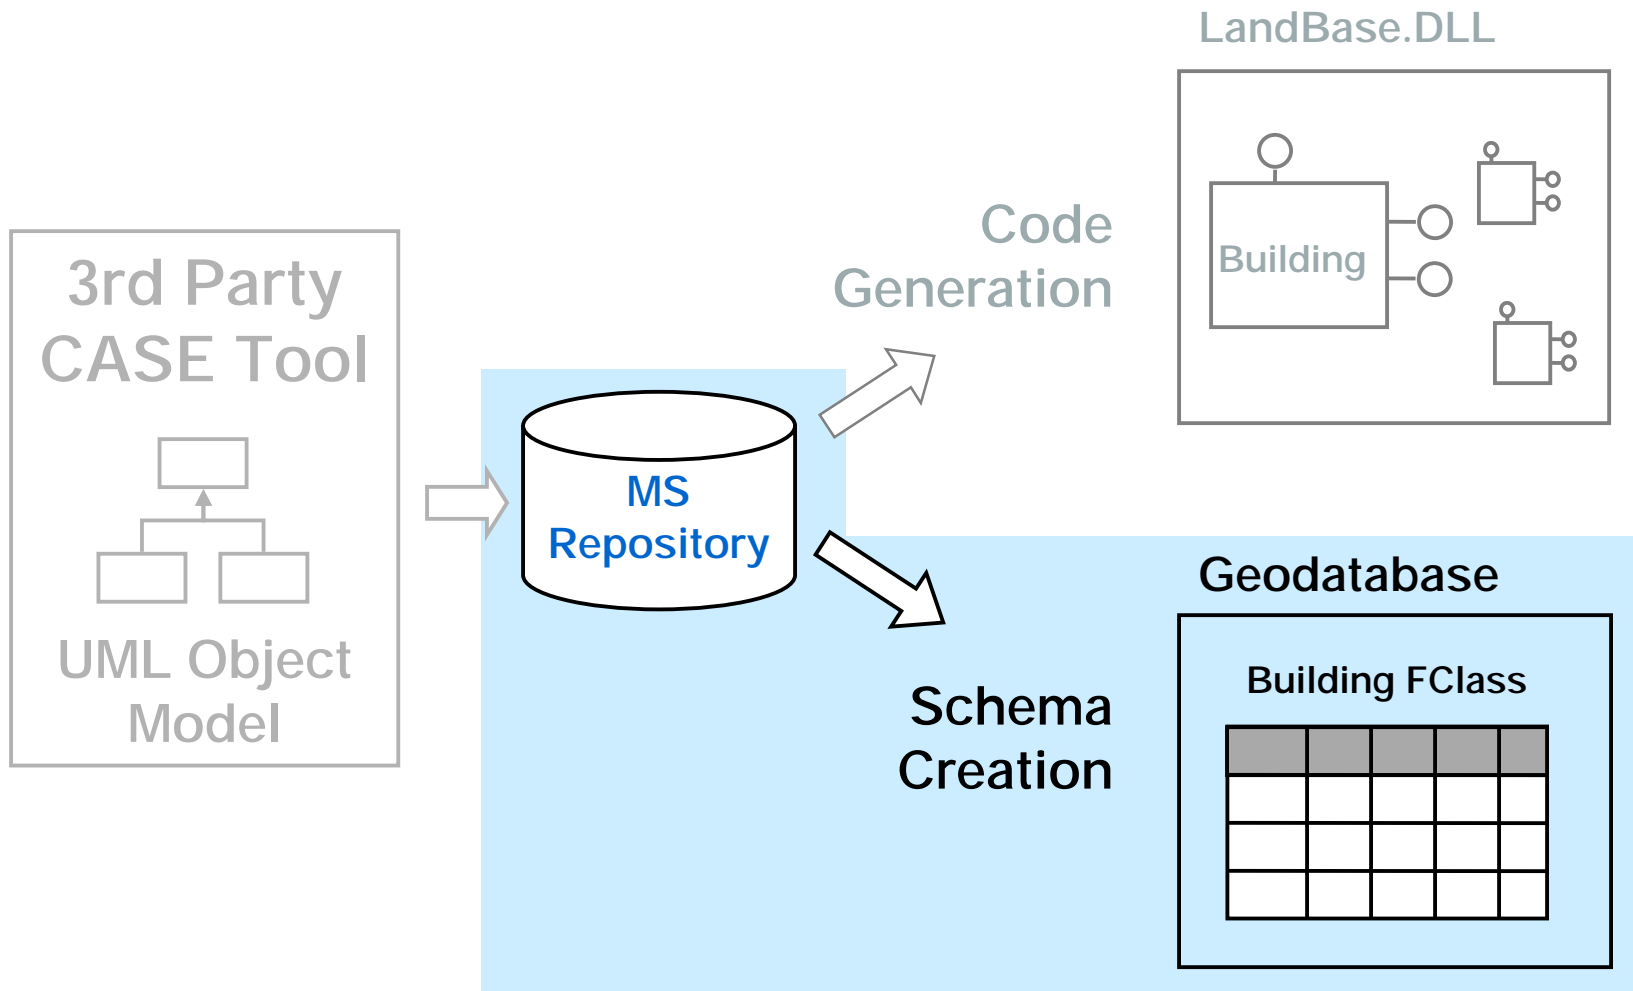 LandBase.DLL
Building
Code
Generation
3rd Party
CASE Tool
UML Object
Model
MS
Repository
Schema
Creation
Geodatabase
Building FClass